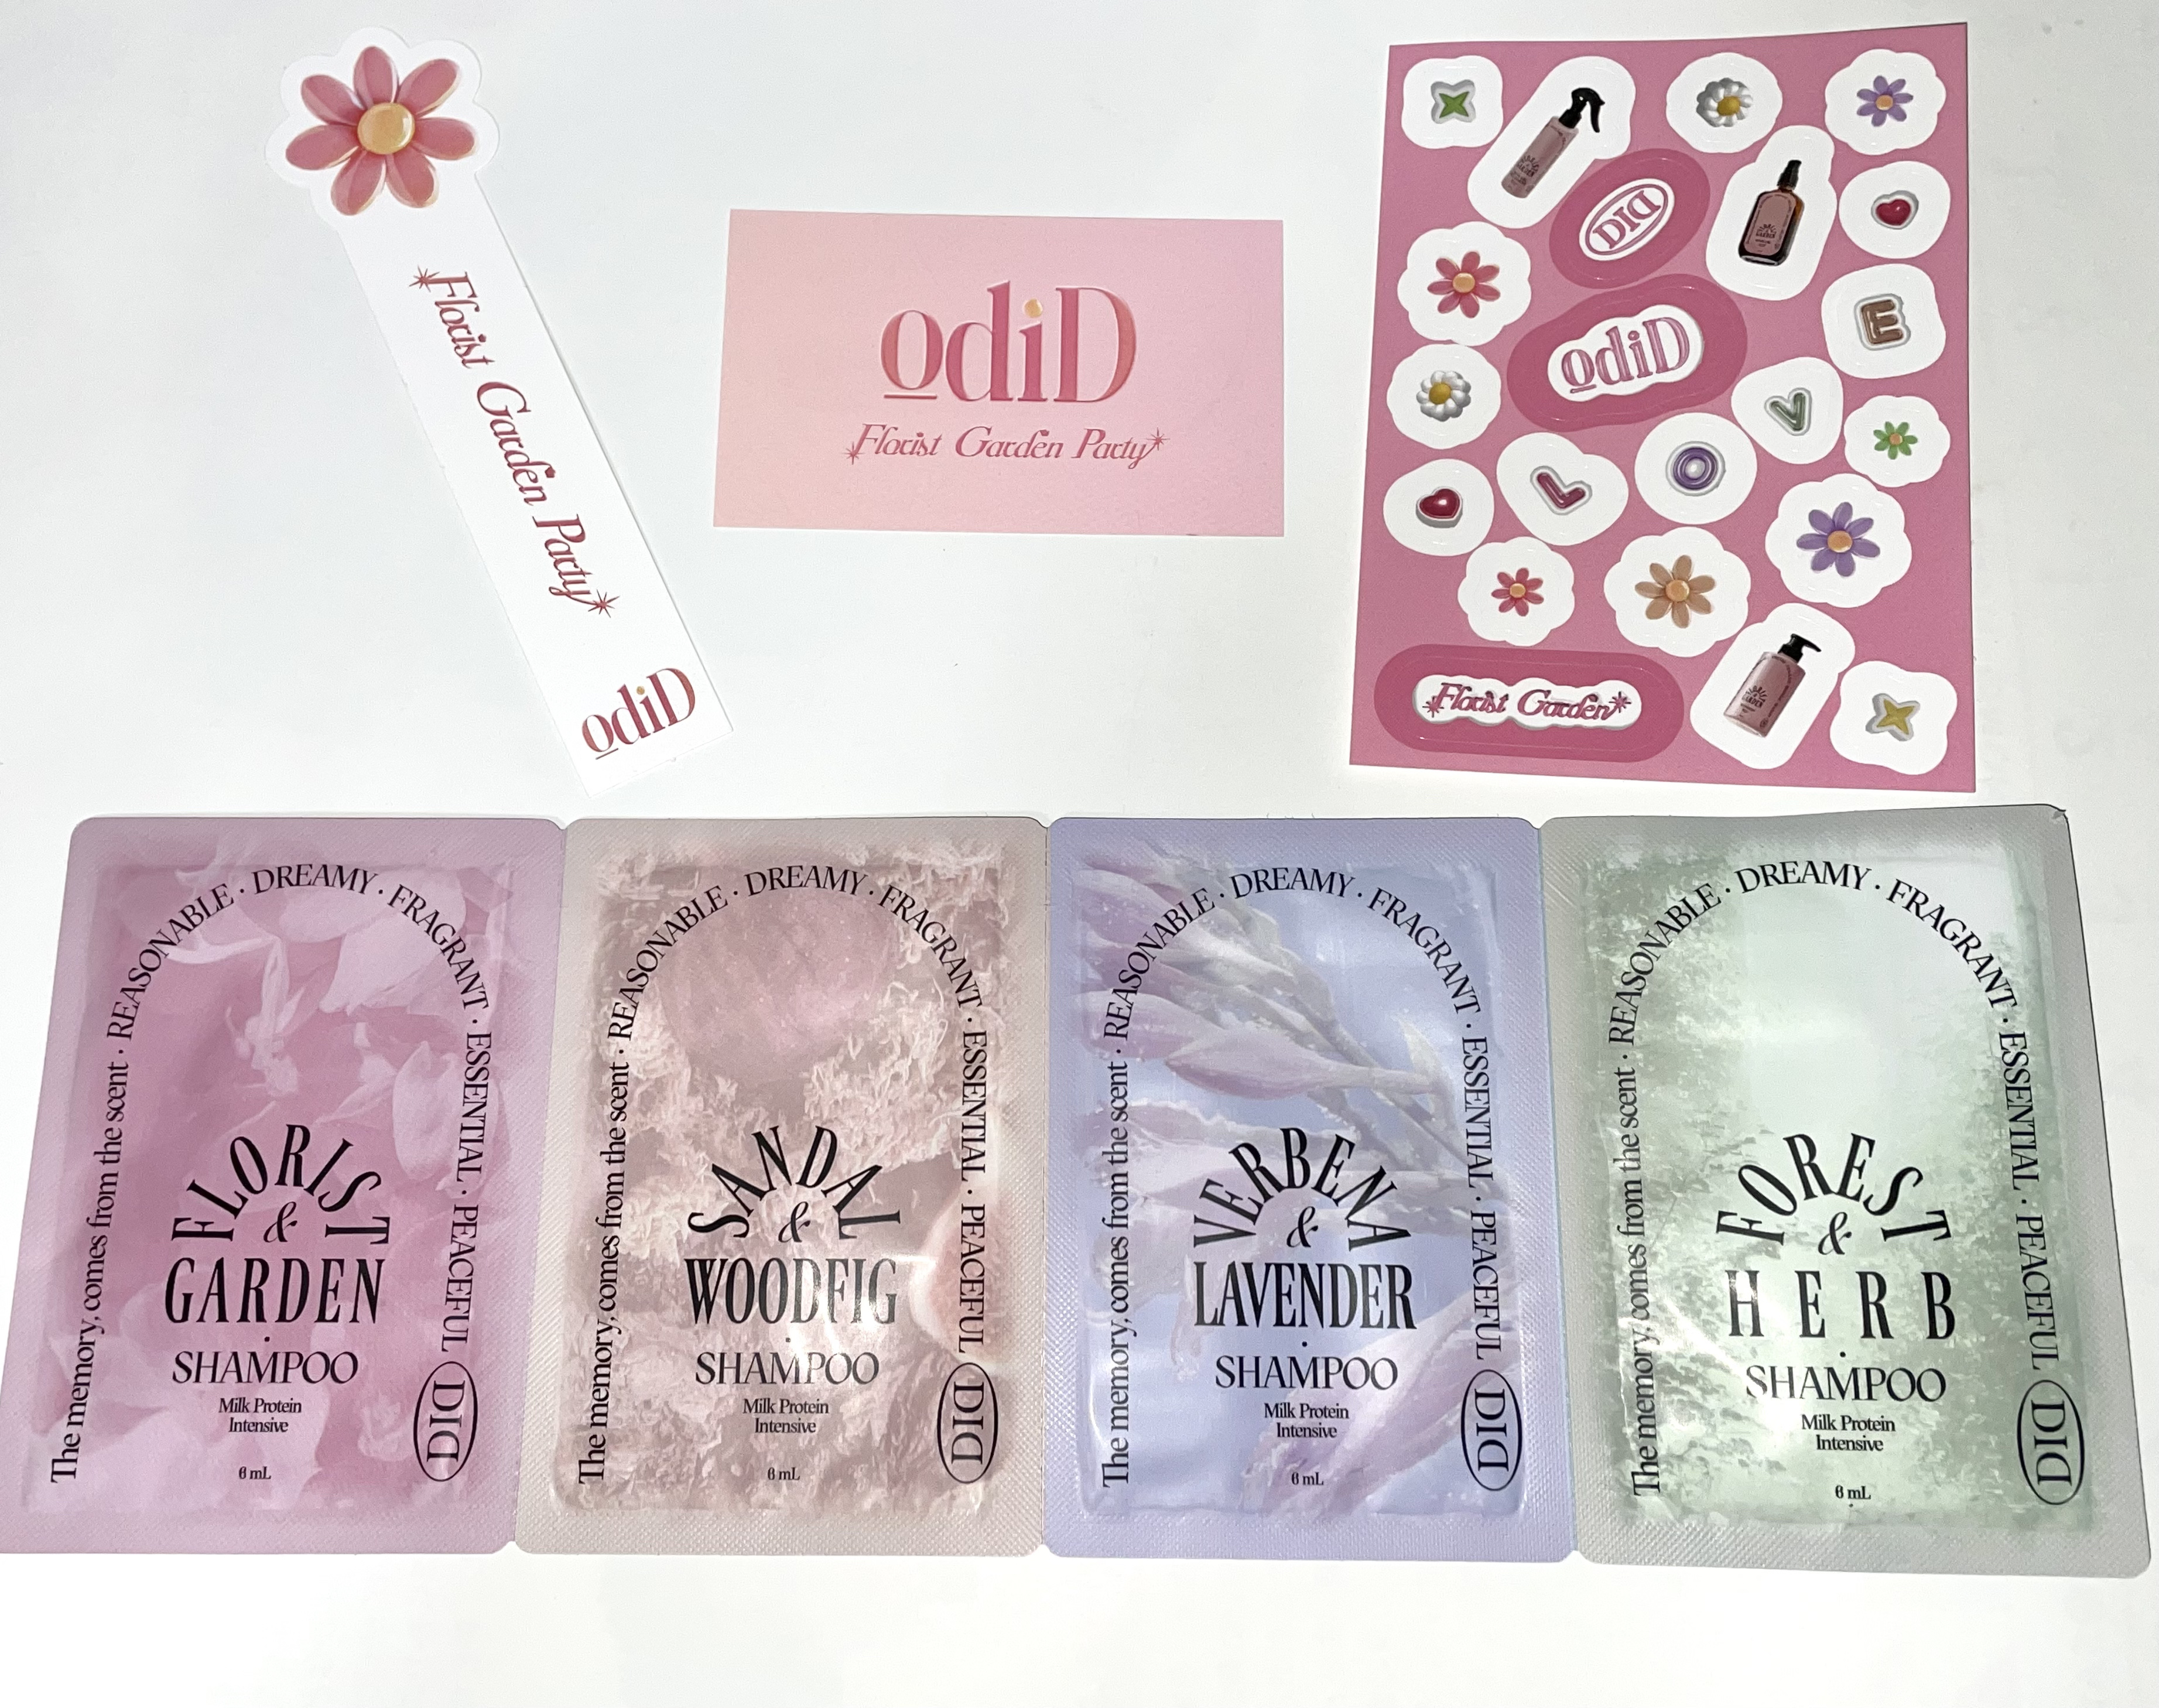 Florist Garden Party
odiD
odiD
Florist Garden Party
DID
E
odiD
V
L
O
Florist Garden
The memory, comes from the scent · REASONABLE · DREAMY · FRAGRANT · ESSENTIAL · PEACEFUL DID
FLORIST
&
GARDEN
SHAMPOO
Milk Protein
Intensive
6 mL
The memory, comes from the scent · REASONABLE · DREAMY · FRAGRANT · ESSENTIAL · PEACEFUL DID
SANDAL
&
WOODFIG
SHAMPOO
Milk Protein
Intensive
6 mL
The memory, comes from the scent · REASONABLE · DREAMY · FRAGRANT · ESSENTIAL · PEACEFUL DID
VERBENA
&
LAVENDER
SHAMPOO
Milk Protein
Intensive
6 mL
The memory, comes from the scent · REASONABLE · DREAMY · FRAGRANT · ESSENTIAL · PEACEFUL DID
FOREST
&
HERB
SHAMPOO
Milk Protein
Intensive
6 mL